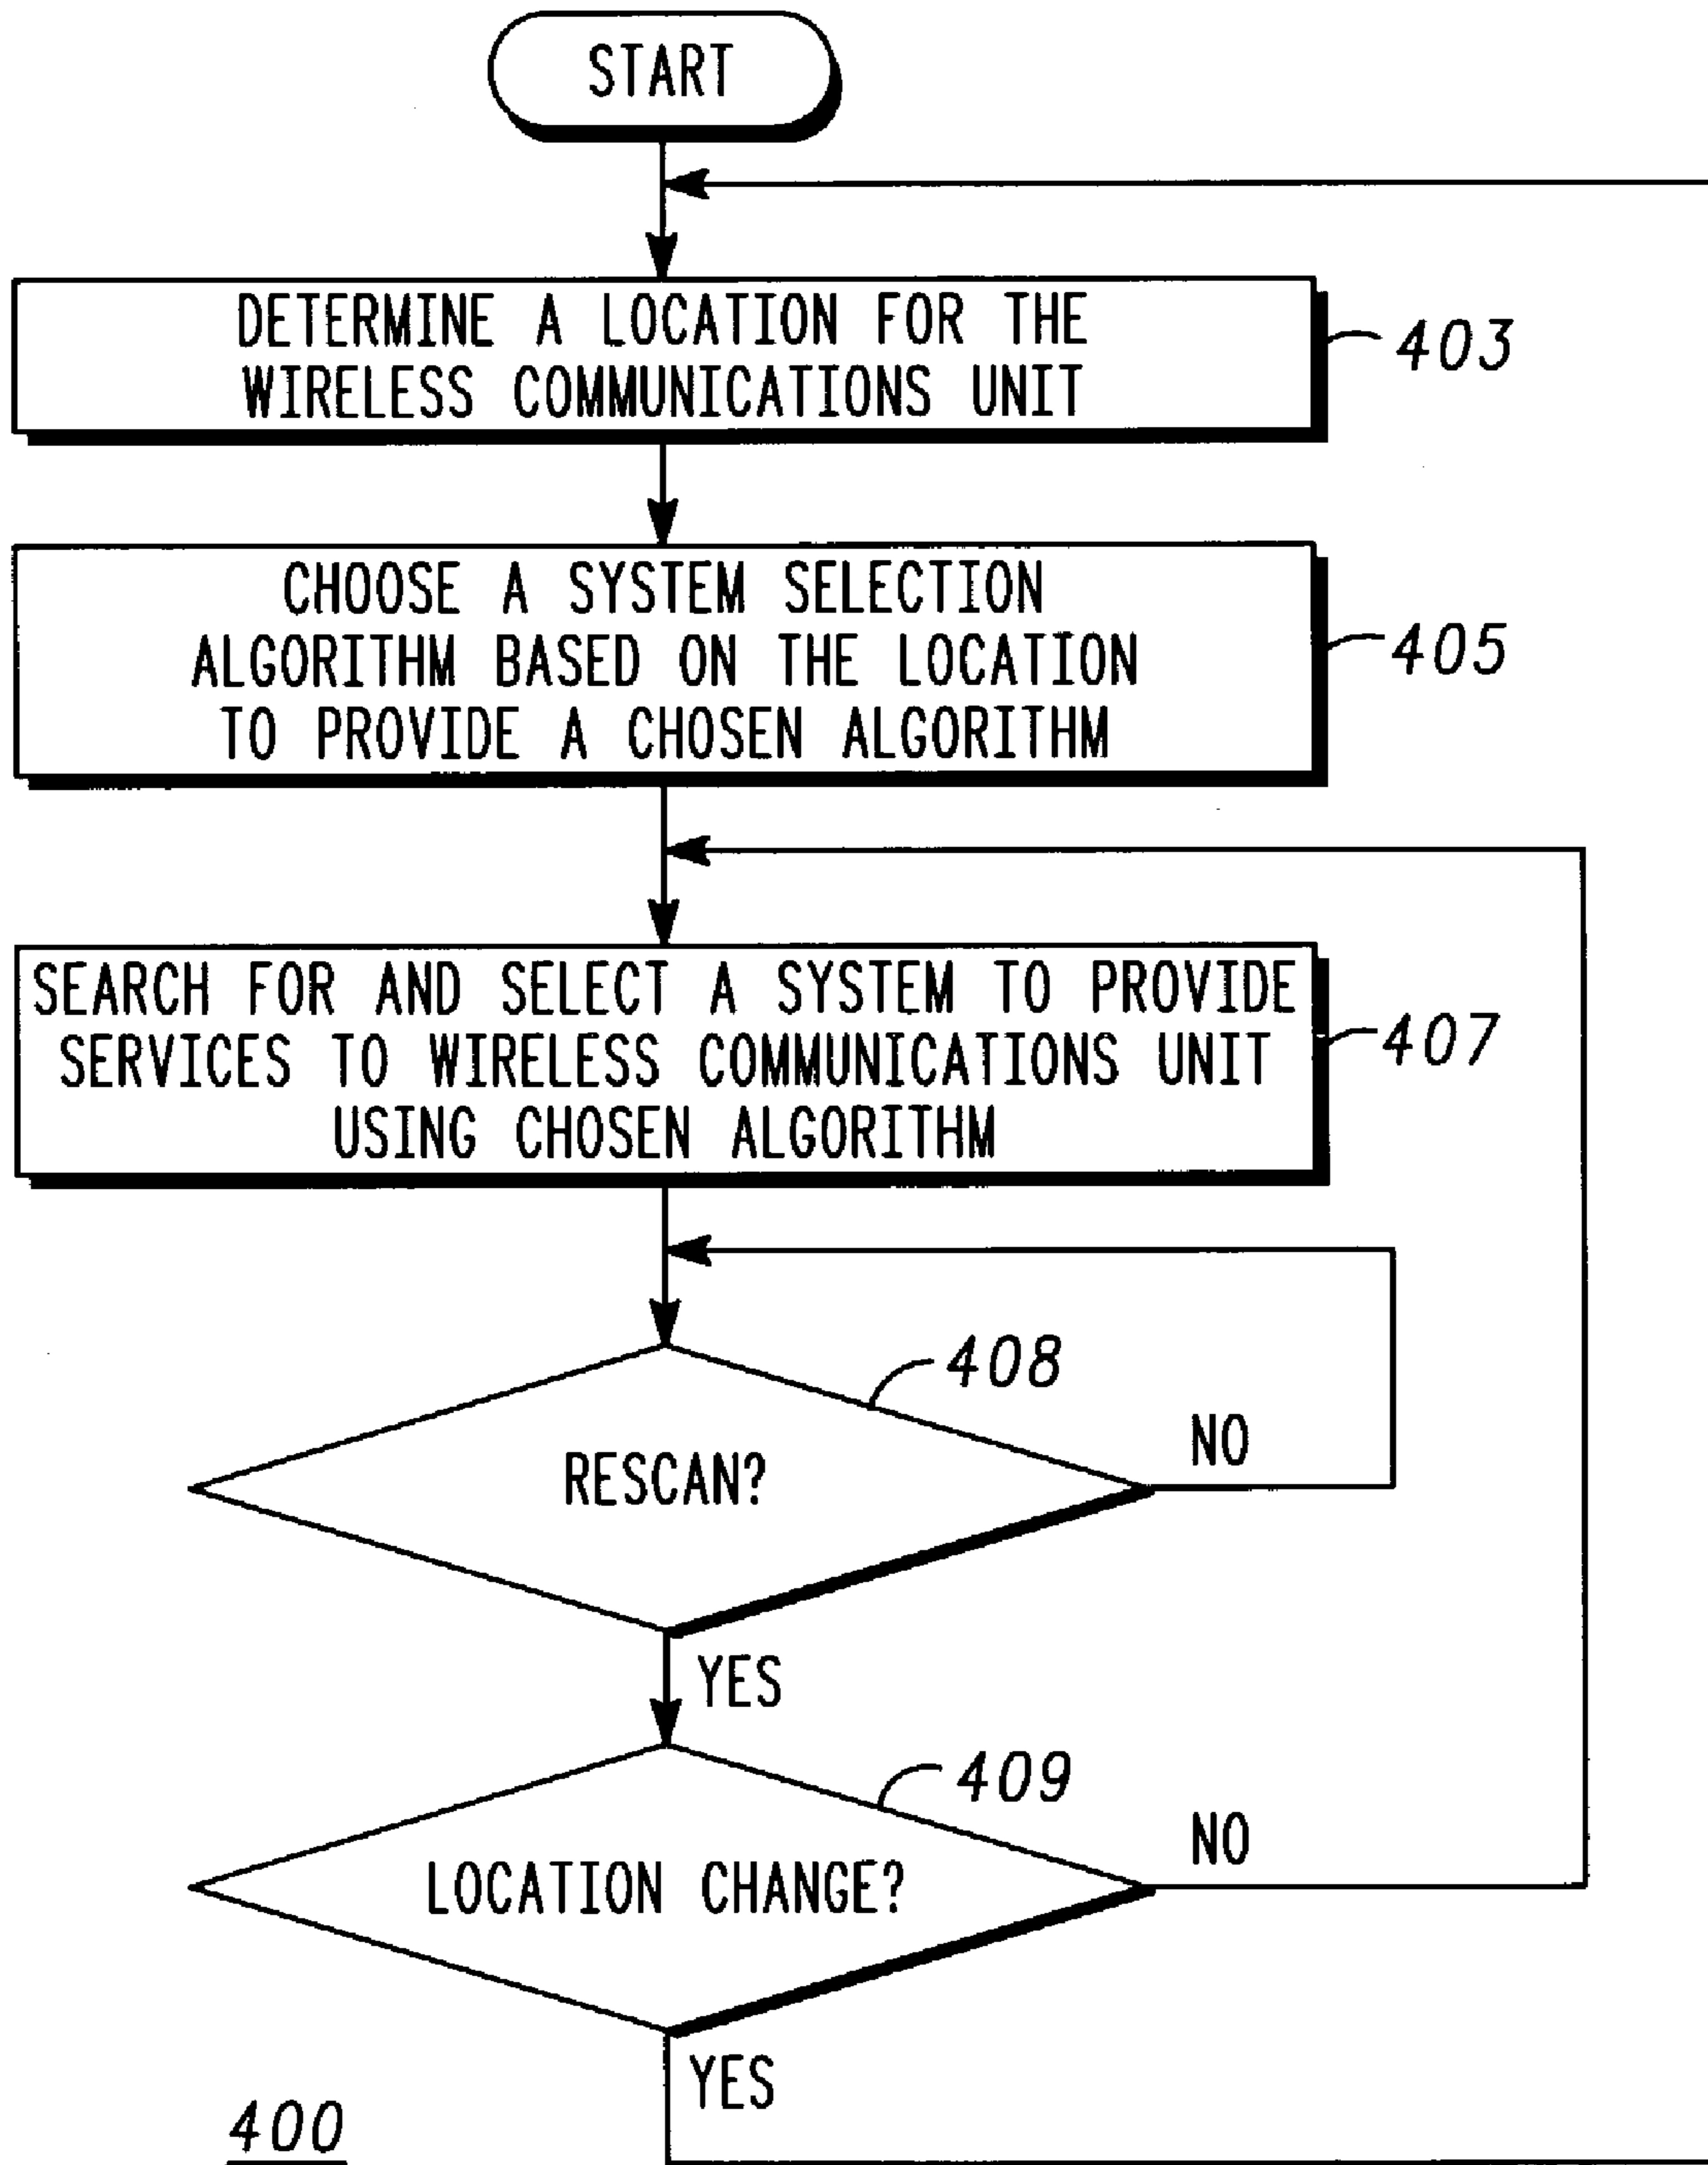 START
DETERMINE A LOCATION FOR THE
WIRELESS COMMUNICATIONS UNIT
403
CHOOSE A SYSTEM SELECTION
ALGORITHM BASED ON THE LOCATION
TO PROVIDE A CHOSEN ALGORITHM
405
SEARCH FOR AND SELECT A SYSTEM TO PROVIDE
SERVICES TO WIRELESS COMMUNICATIONS UNIT
USING CHOSEN ALGORITHM
407
408
RESCAN?
NO
YES
409
LOCATION CHANGE?
NO
YES
400